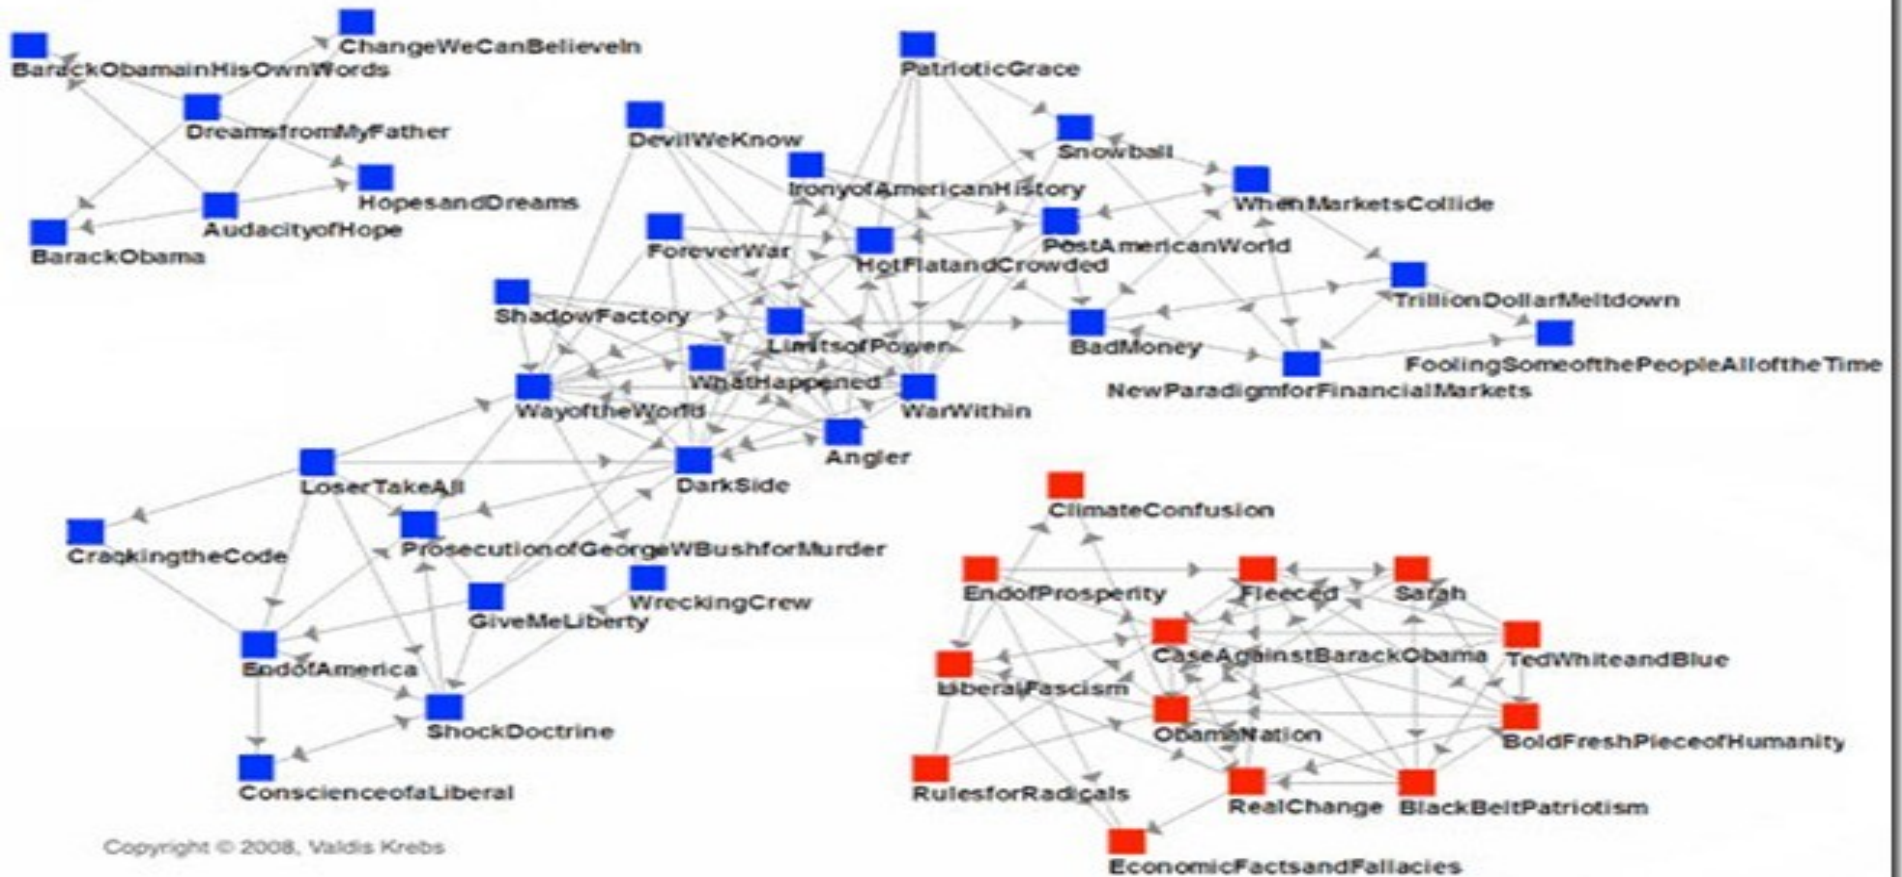 ChangeWeCanBelieveIn
BarackObamainHisOwnWords
PatrioticGrace
DreamsfromMyFather
DevilWeKnow
Snowball
IronyofAmericanHistory
HopesandDreams
WhenMarketsCollide
AudacityofHope
PostAmericanWorld
ForeverWar
BarackObama
HotFlatandCrowded
TrillionDollarMeltdown
ShadowFactory
LimitsofPower
BadMoney
FoolingSomeofthePeopleAlloftheTime
WhatHappened
NewParadigmforFinancialMarkets
WayoftheWorld
WarWithin
Angler
LoserTakeAll
DarkSide
ClimateConfusion
CrackingtheCode
ProsecutionofGeorgeWBushforMurder
EndofProsperity
Fleeced
Sarah
WreckingCrew
GiveMeLiberty
CaseAgainstBarackObama
TedWhiteandBlue
EndofAmerica
LiberalFascism
ShockDoctrine
ObamaNation
BoldFreshPieceofHumanity
ConscienceofaLiberal
RulesforRadicals
RealChange
BlackBeltPatriotism
Copyright © 2008, Valdis Krebs
EconomicFactsandFallacies